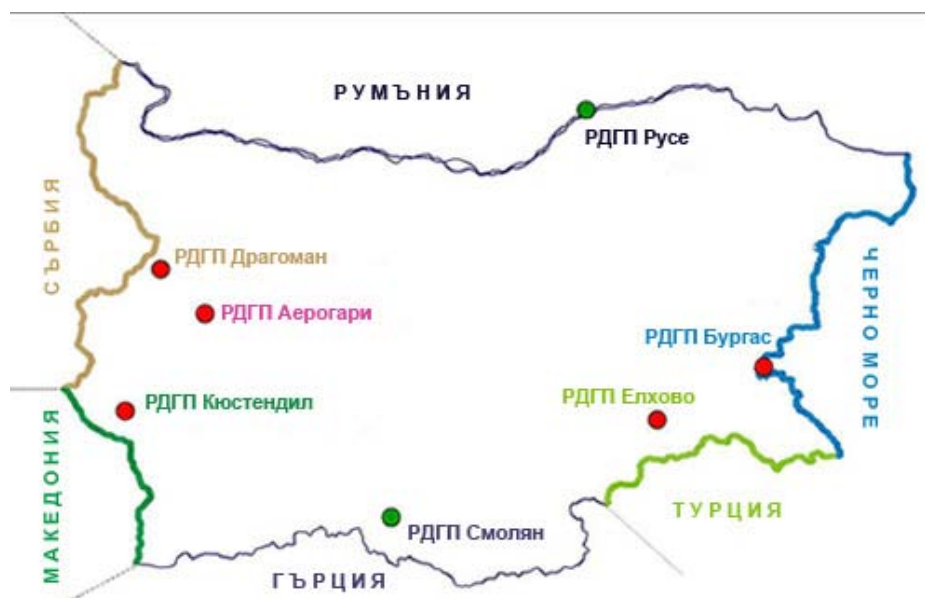 РУМЪНИЯ
РДГП Русе
СЪРБИЯ
РДГП Драгоман
РДГП Аерогари
ЧЕРНО МОРЕ
РДГП Бургас
РДГП Елхово
РДГП Кюстендил
МАКЕДОНИЯ
РДГП Смолян
ТУРЦИЯ
ГЪРЦИЯ